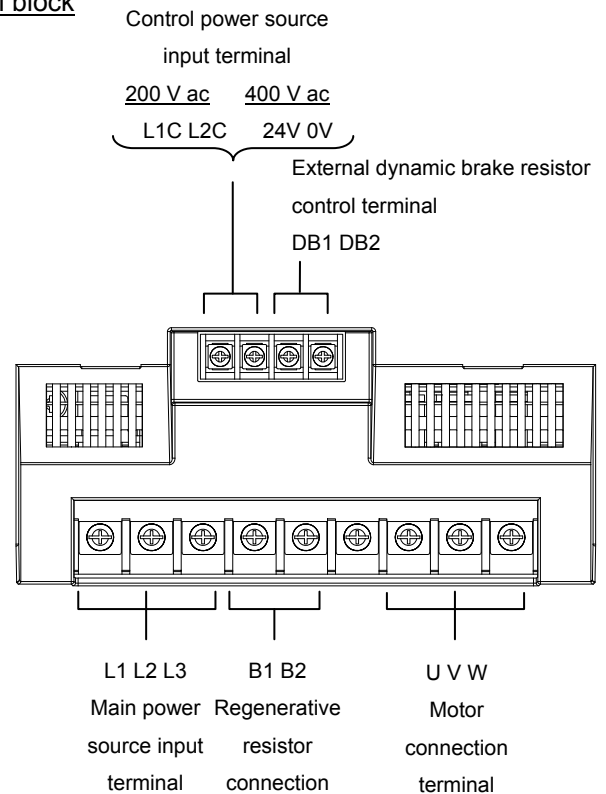 block
Control power source
input terminal
200 V ac 400 V ac
L1C L2C 24V 0V
External dynamic brake resistor
control terminal
DB1 DB2
L1 L2 L3
Main power
source input
terminal
B1 B2
Regenerative
resistor
connection
U V W
Motor
connection
terminal